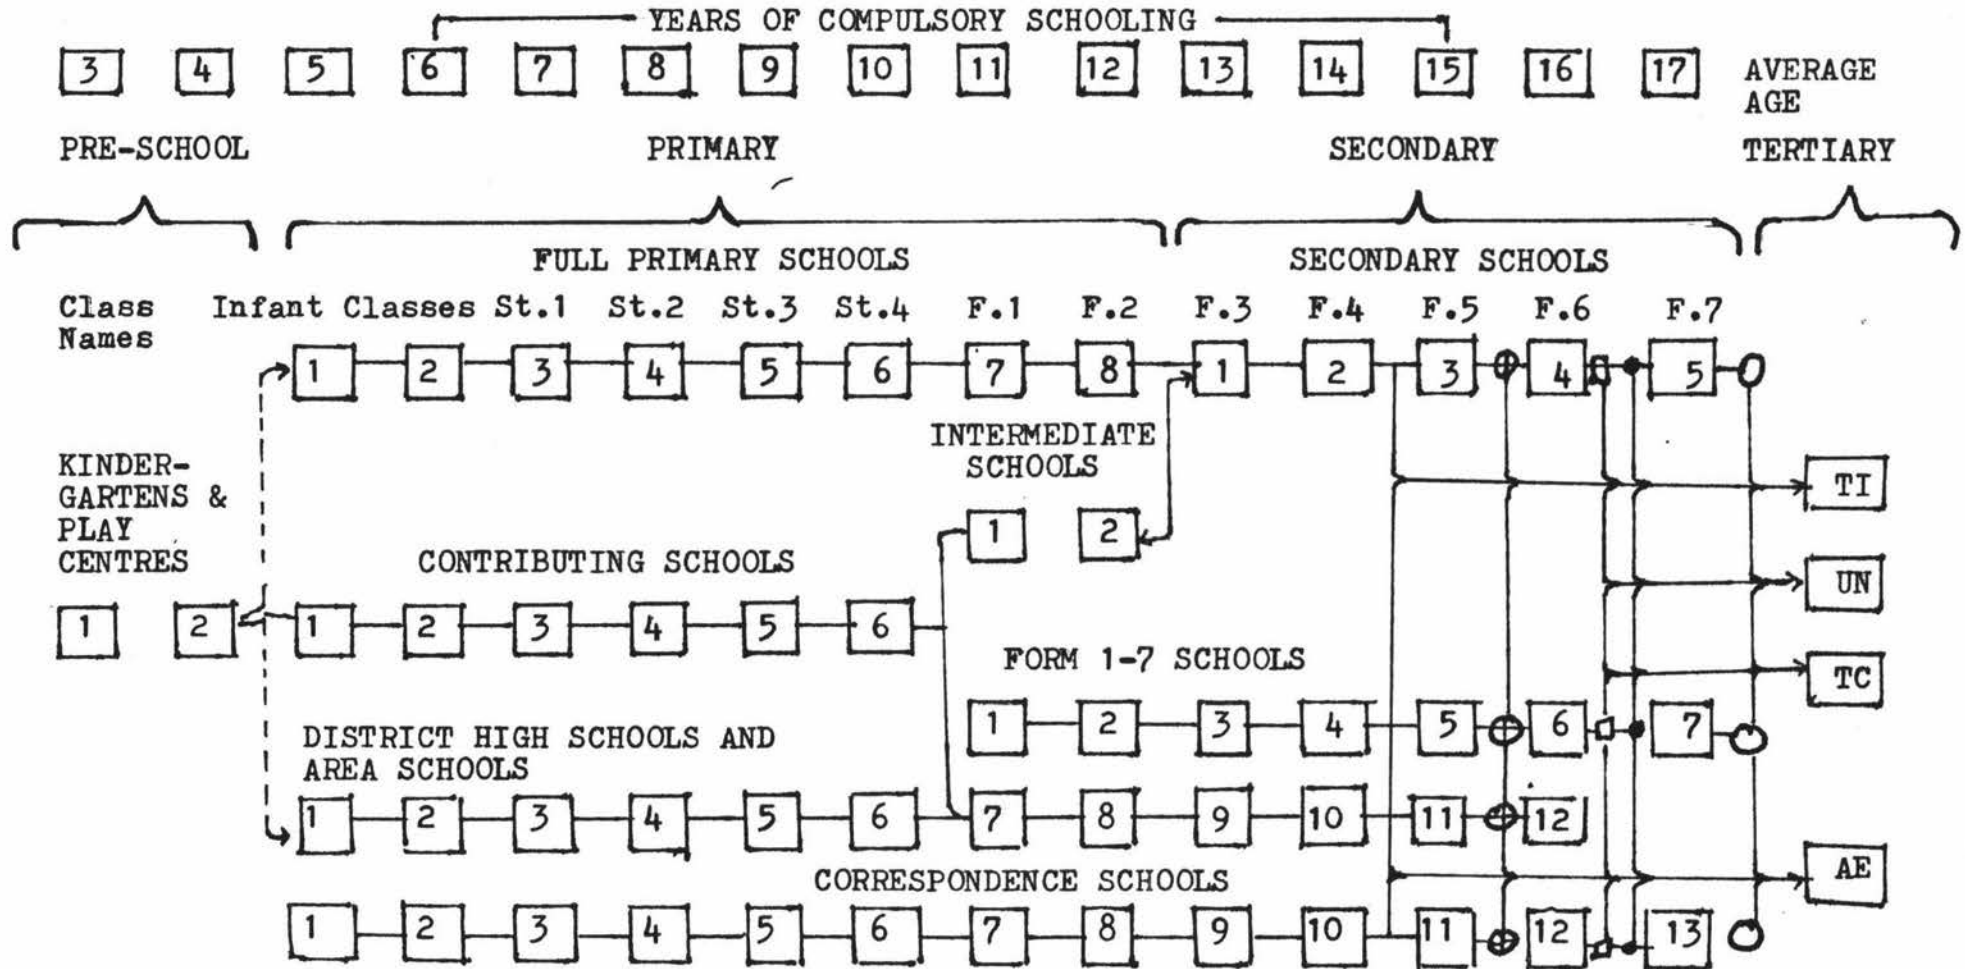 YEARS OF COMPULSORY SCHOOLING
3 4 5 6 7 8 9 10 11 12 13 14 15 16 17 AVERAGE
AGE
PRE-SCHOOL PRIMARY SECONDARY TERTIARY
FULL PRIMARY SCHOOLS SECONDARY SCHOOLS
Class Infant Classes St.1 St.2 St.3 St.4 F.1 F.2 F.3 F.4 F.5 F.6 F.7
Names
1 2 3 4 5 6 7 8 1 2 3 4 5
INTERMEDIATE
SCHOOLS
KINDER-
GARTENS &
PLAY
CENTRES
TI
1 2
CONTRIBUTING SCHOOLS
UN
1 2 1 2 3 4 5 6
FORM 1-7 SCHOOLS
TC
1 2 3 4 5 6 7
DISTRICT HIGH SCHOOLS AND
AREA SCHOOLS
1 2 3 4 5 6 7 8 9 10 11 12
AE
CORRESPONDENCE SCHOOLS
1 2 3 4 5 6 7 8 9 10 11 12 13